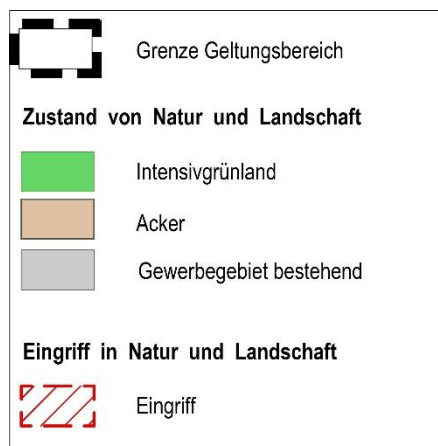 Grenze Geltungsbereich
Zustand von Natur und Landschaft
Intensivgrünland
Acker
Gewerbegebiet bestehend
Eingriff in Natur und Landschaft
Eingriff